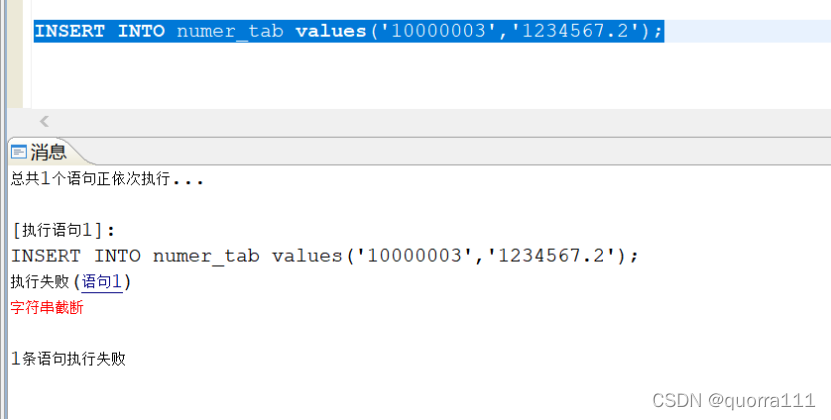 INSERT INTO numer_tab values('10000003','1234567.2');
消息
总共1个语句正依次执行...
[执行语句1]:
INSERT INTO numer_tab values('10000003','1234567.2');
执行失败(语句1)
字符串截断
1条语句执行失败
CSDN @quorra111